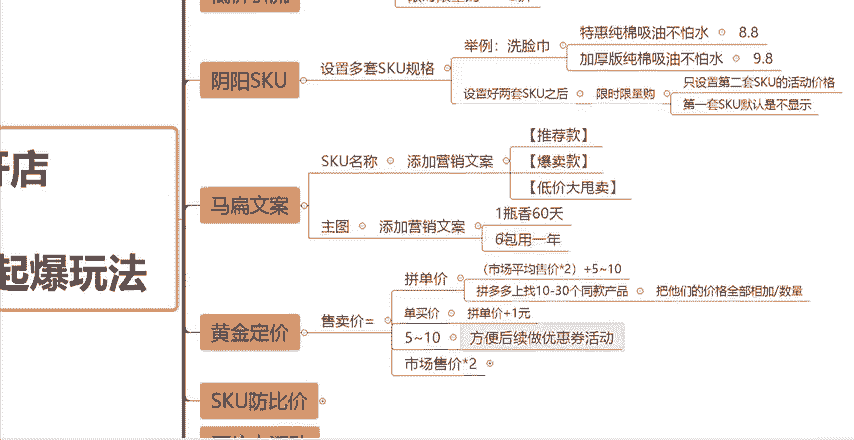 开店
起爆玩法
阴阳SKU
设置多套SKU规格
举例：洗脸巾
特惠纯棉吸油不怕水 8.8
加厚版纯棉吸油不怕水 9.8
设置好两套SKU之后
限时限量购
只设置第二套SKU的活动价格
第一套SKU默认是不显示
马扁文案
SKU名称
添加营销文案
【推荐款】
【爆卖款】
【低价大甩卖】
主图
添加营销文案
1瓶香60天
6包用一年
黄金定价
售卖价=
拼单价
（市场平均售价*2）+5~10
拼多多上找10-30个同款产品
把他们的价格全部相加/数量
单买价
拼单价+1元
5~10
方便后续做优惠券活动
市场售价*2
SKU防比价